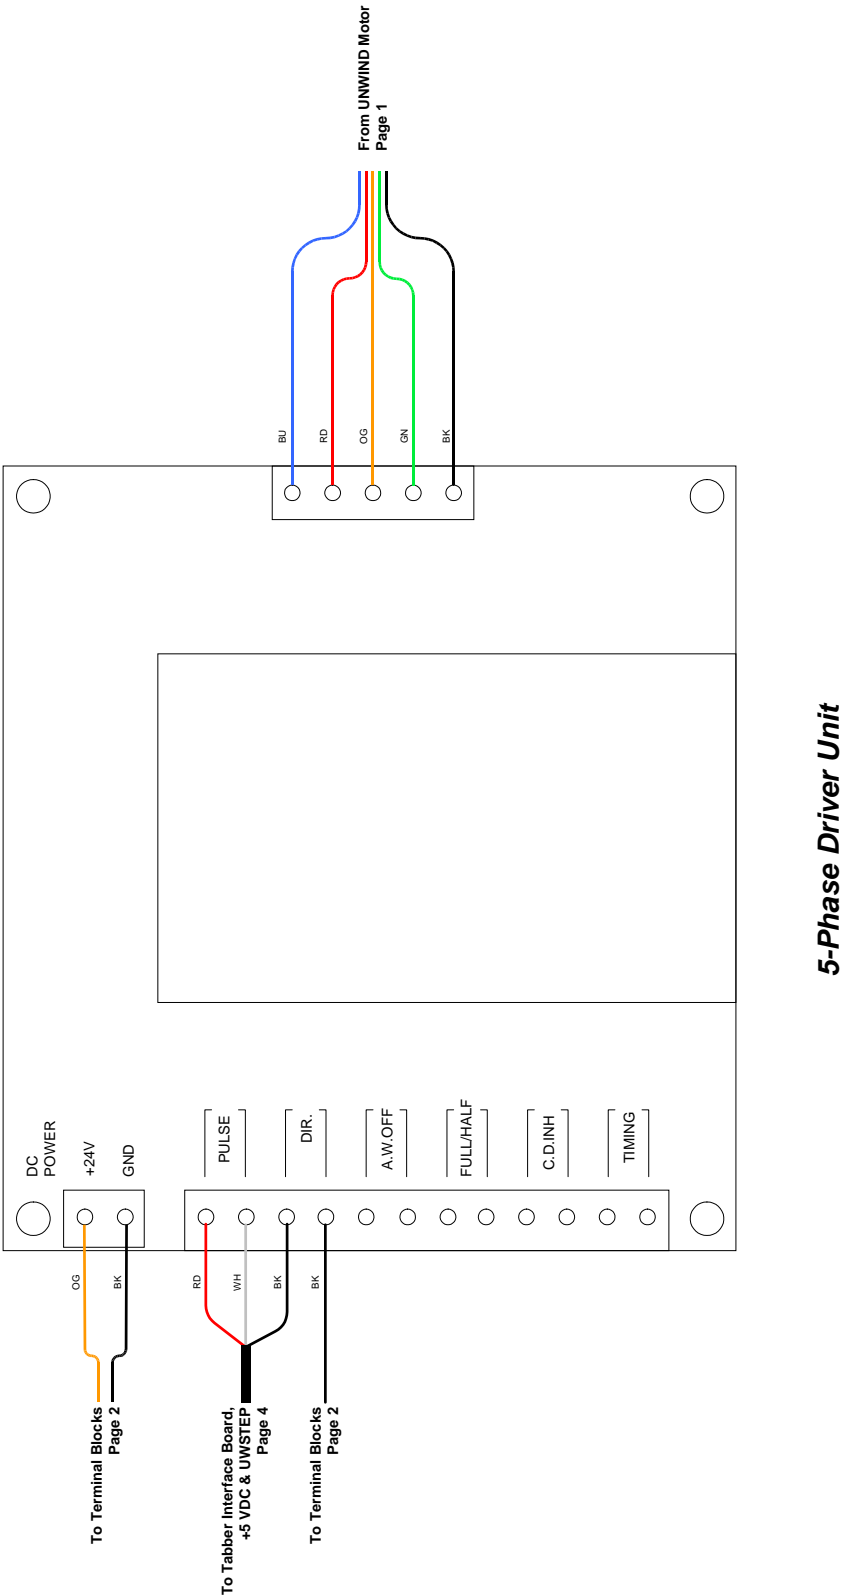 From UNWIND Motor
Page 1
BU
RD
OG
GN
BK
5-Phase Driver Unit
DC
POWER
+24V
GND
PULSE
DIR.
A.W.OFF
FULL/HALF
C.D.INH
TIMING
OG
BK
RD
WH
BK
BK
To Terminal Blocks
Page 2
To Tabber Interface Board,
+5 VDC & UWSTEP
Page 4
To Terminal Blocks
Page 2